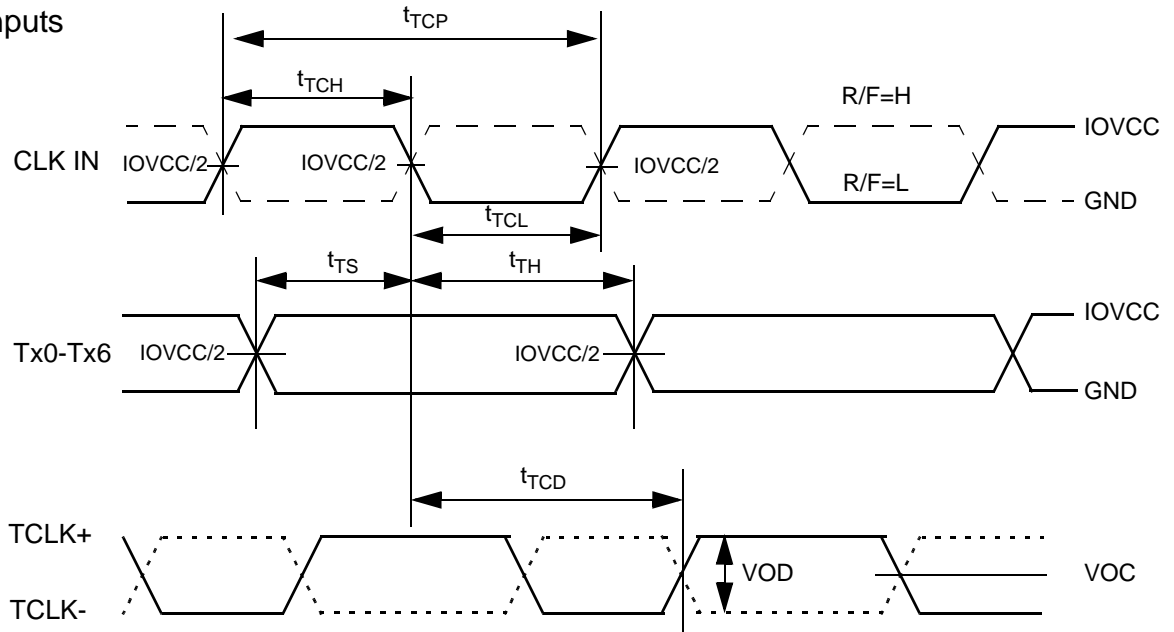 nputs
tTCP
tTCH
R/F=H
IOVCC
CLK IN
IOVCC/2
IOVCC/2
IOVCC/2
R/F=L
GND
tTCL
tTS
tTH
IOVCC
Tx0-Tx6
IOVCC/2
IOVCC/2
GND
tTCD
TCLK+
VOD
VOC
TCLK-